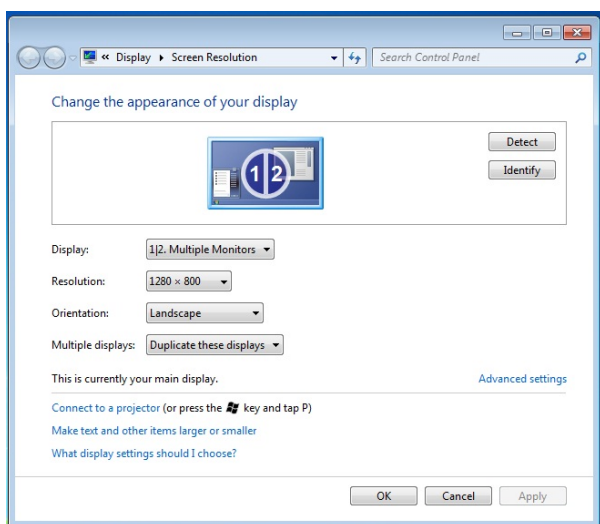 « Display ▸ Screen Resolution Search Control Panel
Change the appearance of your display
1|2
Detect
Identify
Display: 1|2. Multiple Monitors
Resolution: 1280 × 800
Orientation: Landscape
Multiple displays: Duplicate these displays
This is currently your main display. Advanced settings
Connect to a projector (or press the key and tap P)
Make text and other items larger or smaller
What display settings should I choose?
OK Cancel Apply